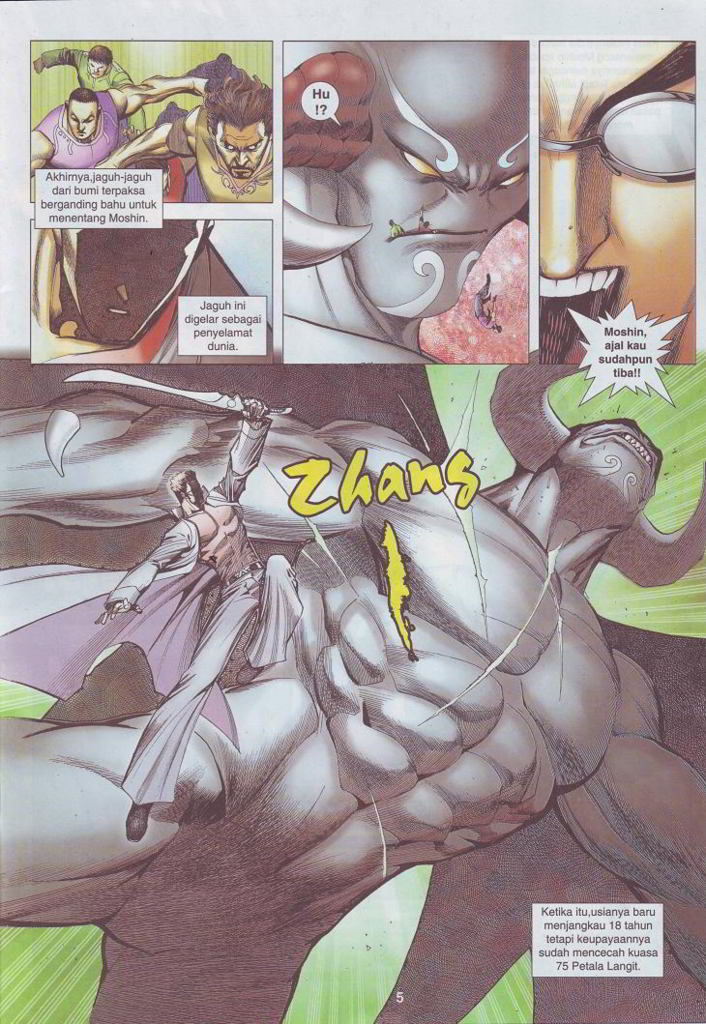 Akhirnya,jaguh-jaguh
dari bumi terpaksa
berganding bahu untuk
menentang Moshin.
Jaguh ini
digelar sebagai
penyelamat
dunia.
Hu
!?
Moshin,
ajal kau
sudahpun
tiba!!
Zhang
!
Ketika itu,usianya baru
menjangkau 18 tahun
tetapi keupayaannya
sudah mencecah kuasa
75 Petala Langit.
5